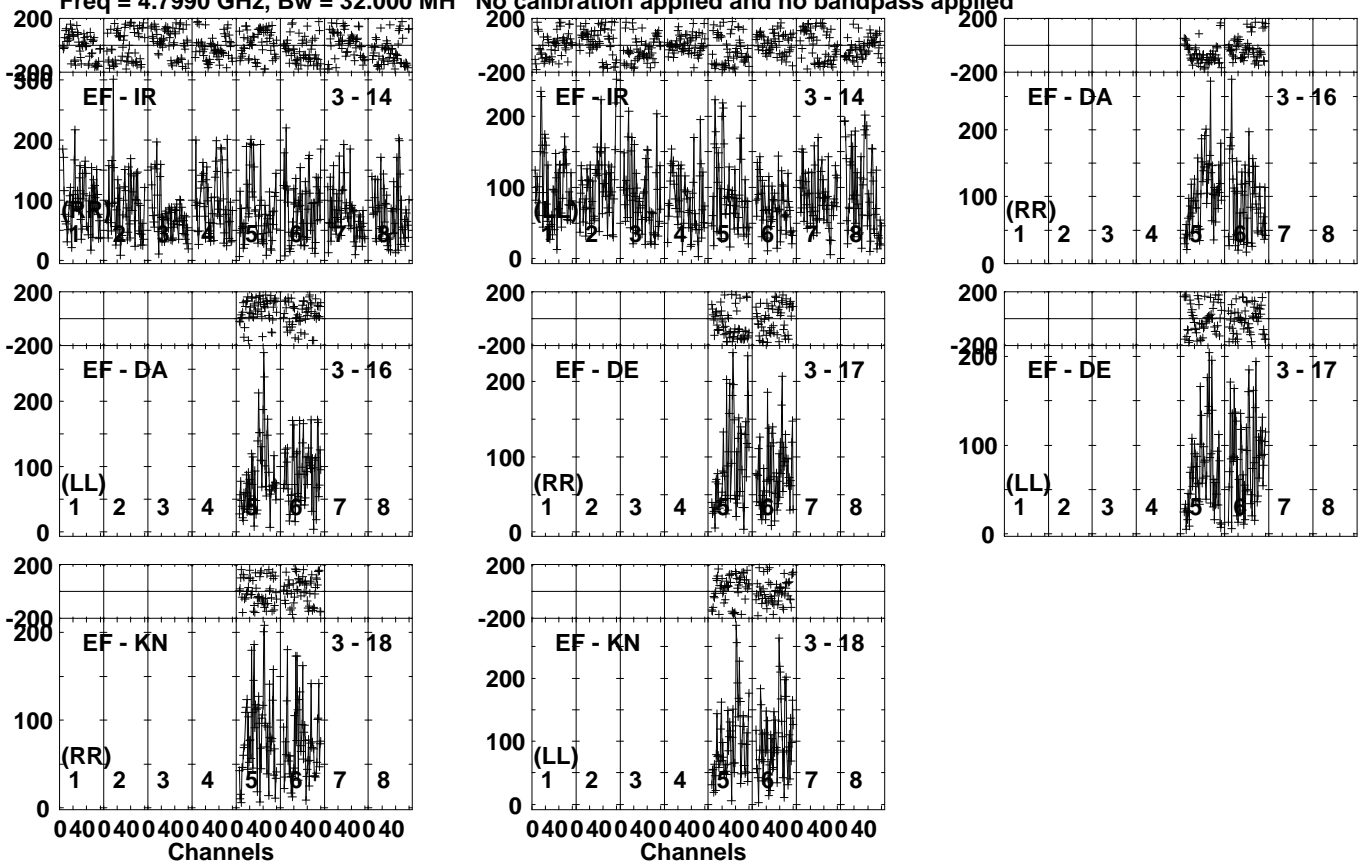 Freq = 4.7990 GHz, Bw = 32.000 MH No calibration applied and no bandpass applied
200
-200
300
EF - IR 3 - 14
200
100
(RR)
1 2 3 4 5 6 7 8
0
200
-200
EF - IR 3 - 14
200
100
(LL)
1 2 3 4 5 6 7 8
0
200
-200
EF - DA 3 - 16
200
100
(RR)
1 2 3 4 5 6 7 8
0
200
-200
EF - DA 3 - 16
200
100
(LL)
1 2 3 4 5 6 7 8
0
200
-200
EF - DE 3 - 17
200
100
(RR)
1 2 3 4 5 6 7 8
0
200
-200
200
EF - DE 3 - 17
100
(LL)
1 2 3 4 5 6 7 8
0
200
-200
200
EF - KN 3 - 18
100
(RR)
1 2 3 4 5 6 7 8
0
0 40 0 40 0 40 0 40 0 40 0 40 0 40 0 40
Channels
200
-200
EF - KN 3 - 18
200
100
(LL)
1 2 3 4 5 6 7 8
0
0 40 0 40 0 40 0 40 0 40 0 40 0 40 0 40
Channels